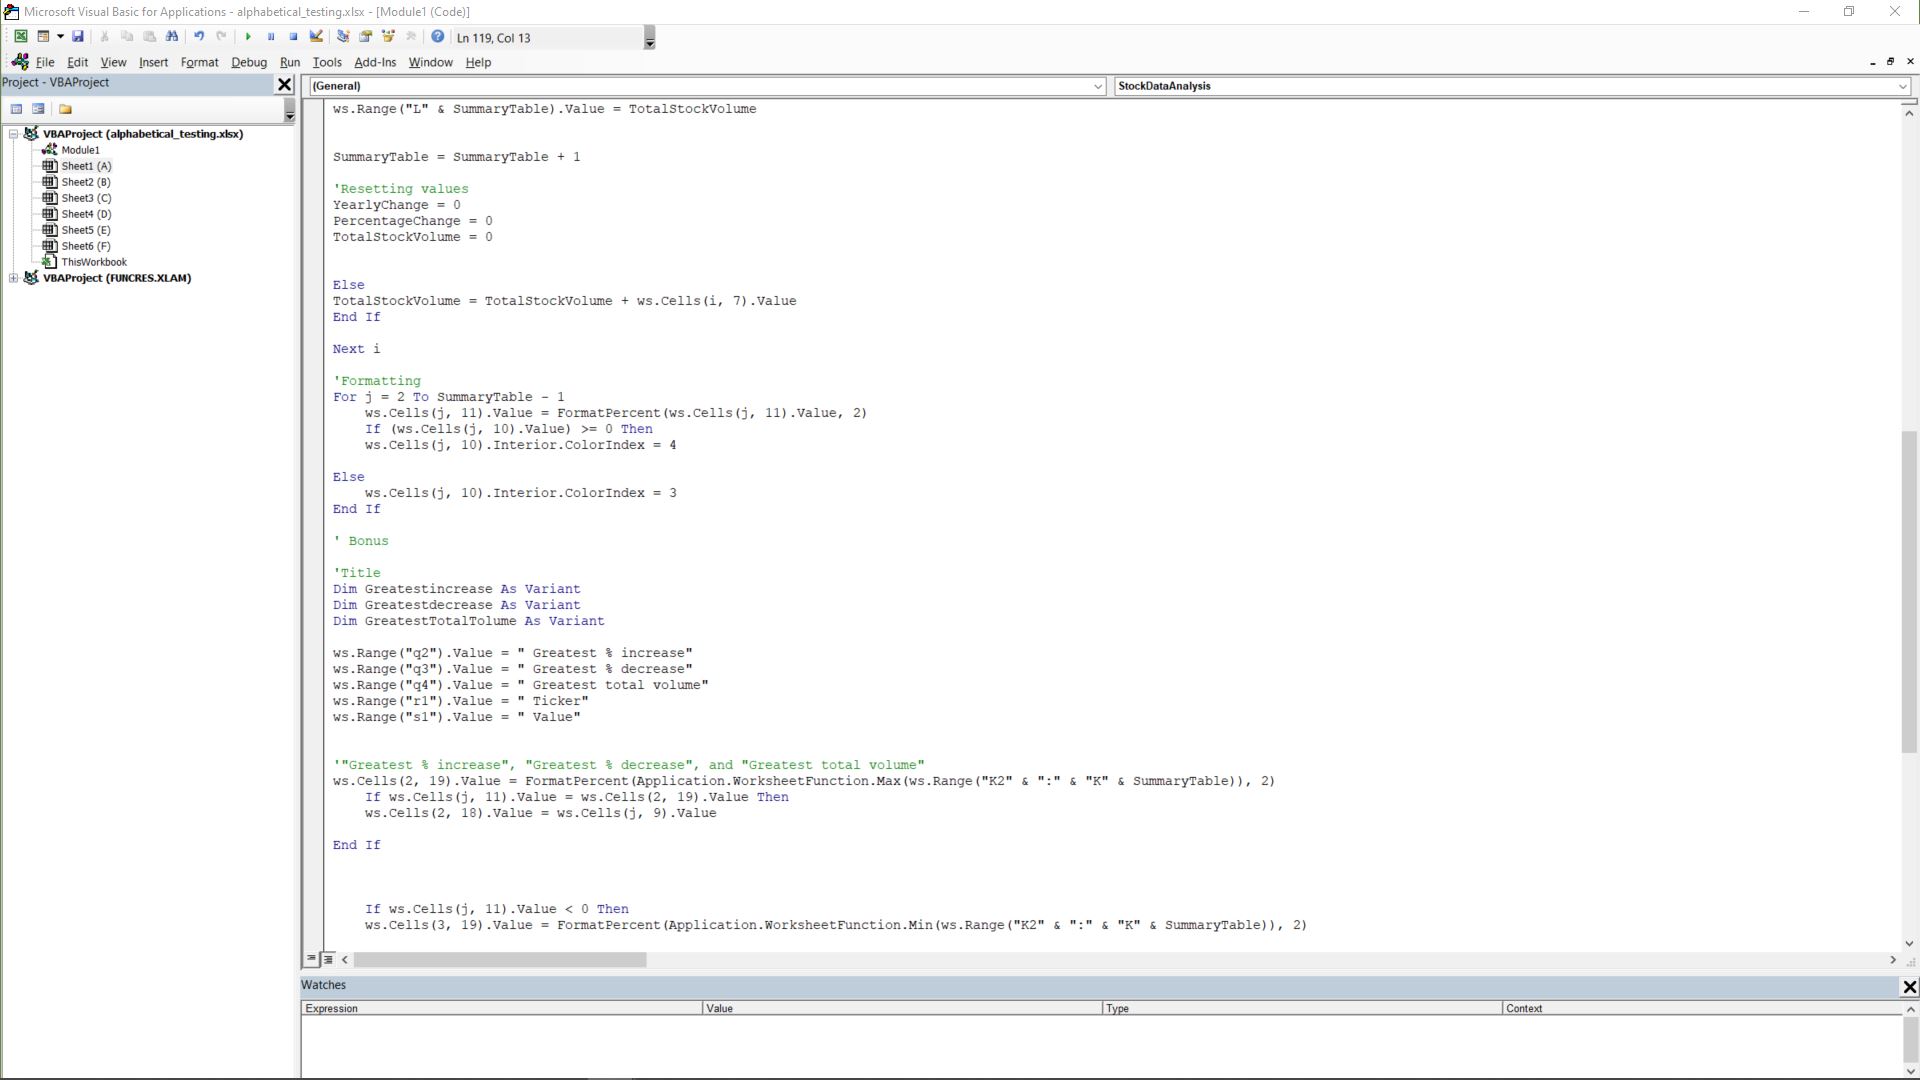 Microsoft Visual Basic for Applications - alphabetical_testing.xlsx - [Module1 (Code)]
Ln 119, Col 13
File Edit View Insert Format Debug Run Tools Add-Ins Window Help
Project - VBAProject
(General) StockDataAnalysis
VBAProject (alphabetical_testing.xlsx)
Module1
Sheet1 (A)
Sheet2 (B)
Sheet3 (C)
Sheet4 (D)
Sheet5 (E)
Sheet6 (F)
ThisWorkbook
VBAProject (FUNCRES.XLAM)
ws.Range("L" & SummaryTable).Value = TotalStockVolume
SummaryTable = SummaryTable + 1
'Resetting values
YearlyChange = 0
PercentageChange = 0
TotalStockVolume = 0
Else
TotalStockVolume = TotalStockVolume + ws.Cells(i, 7).Value
End If
Next i
'Formatting
For j = 2 To SummaryTable - 1
ws.Cells(j, 11).Value = FormatPercent(ws.Cells(j, 11).Value, 2)
If (ws.Cells(j, 10).Value) >= 0 Then
ws.Cells(j, 10).Interior.ColorIndex = 4
Else
ws.Cells(j, 10).Interior.ColorIndex = 3
End If
' Bonus
'Title
Dim Greatestincrease As Variant
Dim Greatestdecrease As Variant
Dim GreatestTotalTolume As Variant
ws.Range("q2").Value = " Greatest % increase"
ws.Range("q3").Value = " Greatest % decrease"
ws.Range("q4").Value = " Greatest total volume"
ws.Range("r1").Value = " Ticker"
ws.Range("s1").Value = " Value"
'"Greatest % increase", "Greatest % decrease", and "Greatest total volume"
ws.Cells(2, 19).Value = FormatPercent(Application.WorksheetFunction.Max(ws.Range("K2" & ":" & "K" & SummaryTable)), 2)
If ws.Cells(j, 11).Value = ws.Cells(2, 19).Value Then
ws.Cells(2, 18).Value = ws.Cells(j, 9).Value
End If
If ws.Cells(j, 11).Value < 0 Then
ws.Cells(3, 19).Value = FormatPercent(Application.WorksheetFunction.Min(ws.Range("K2" & ":" & "K" & SummaryTable)), 2)
Watches
Expression Value Type Context